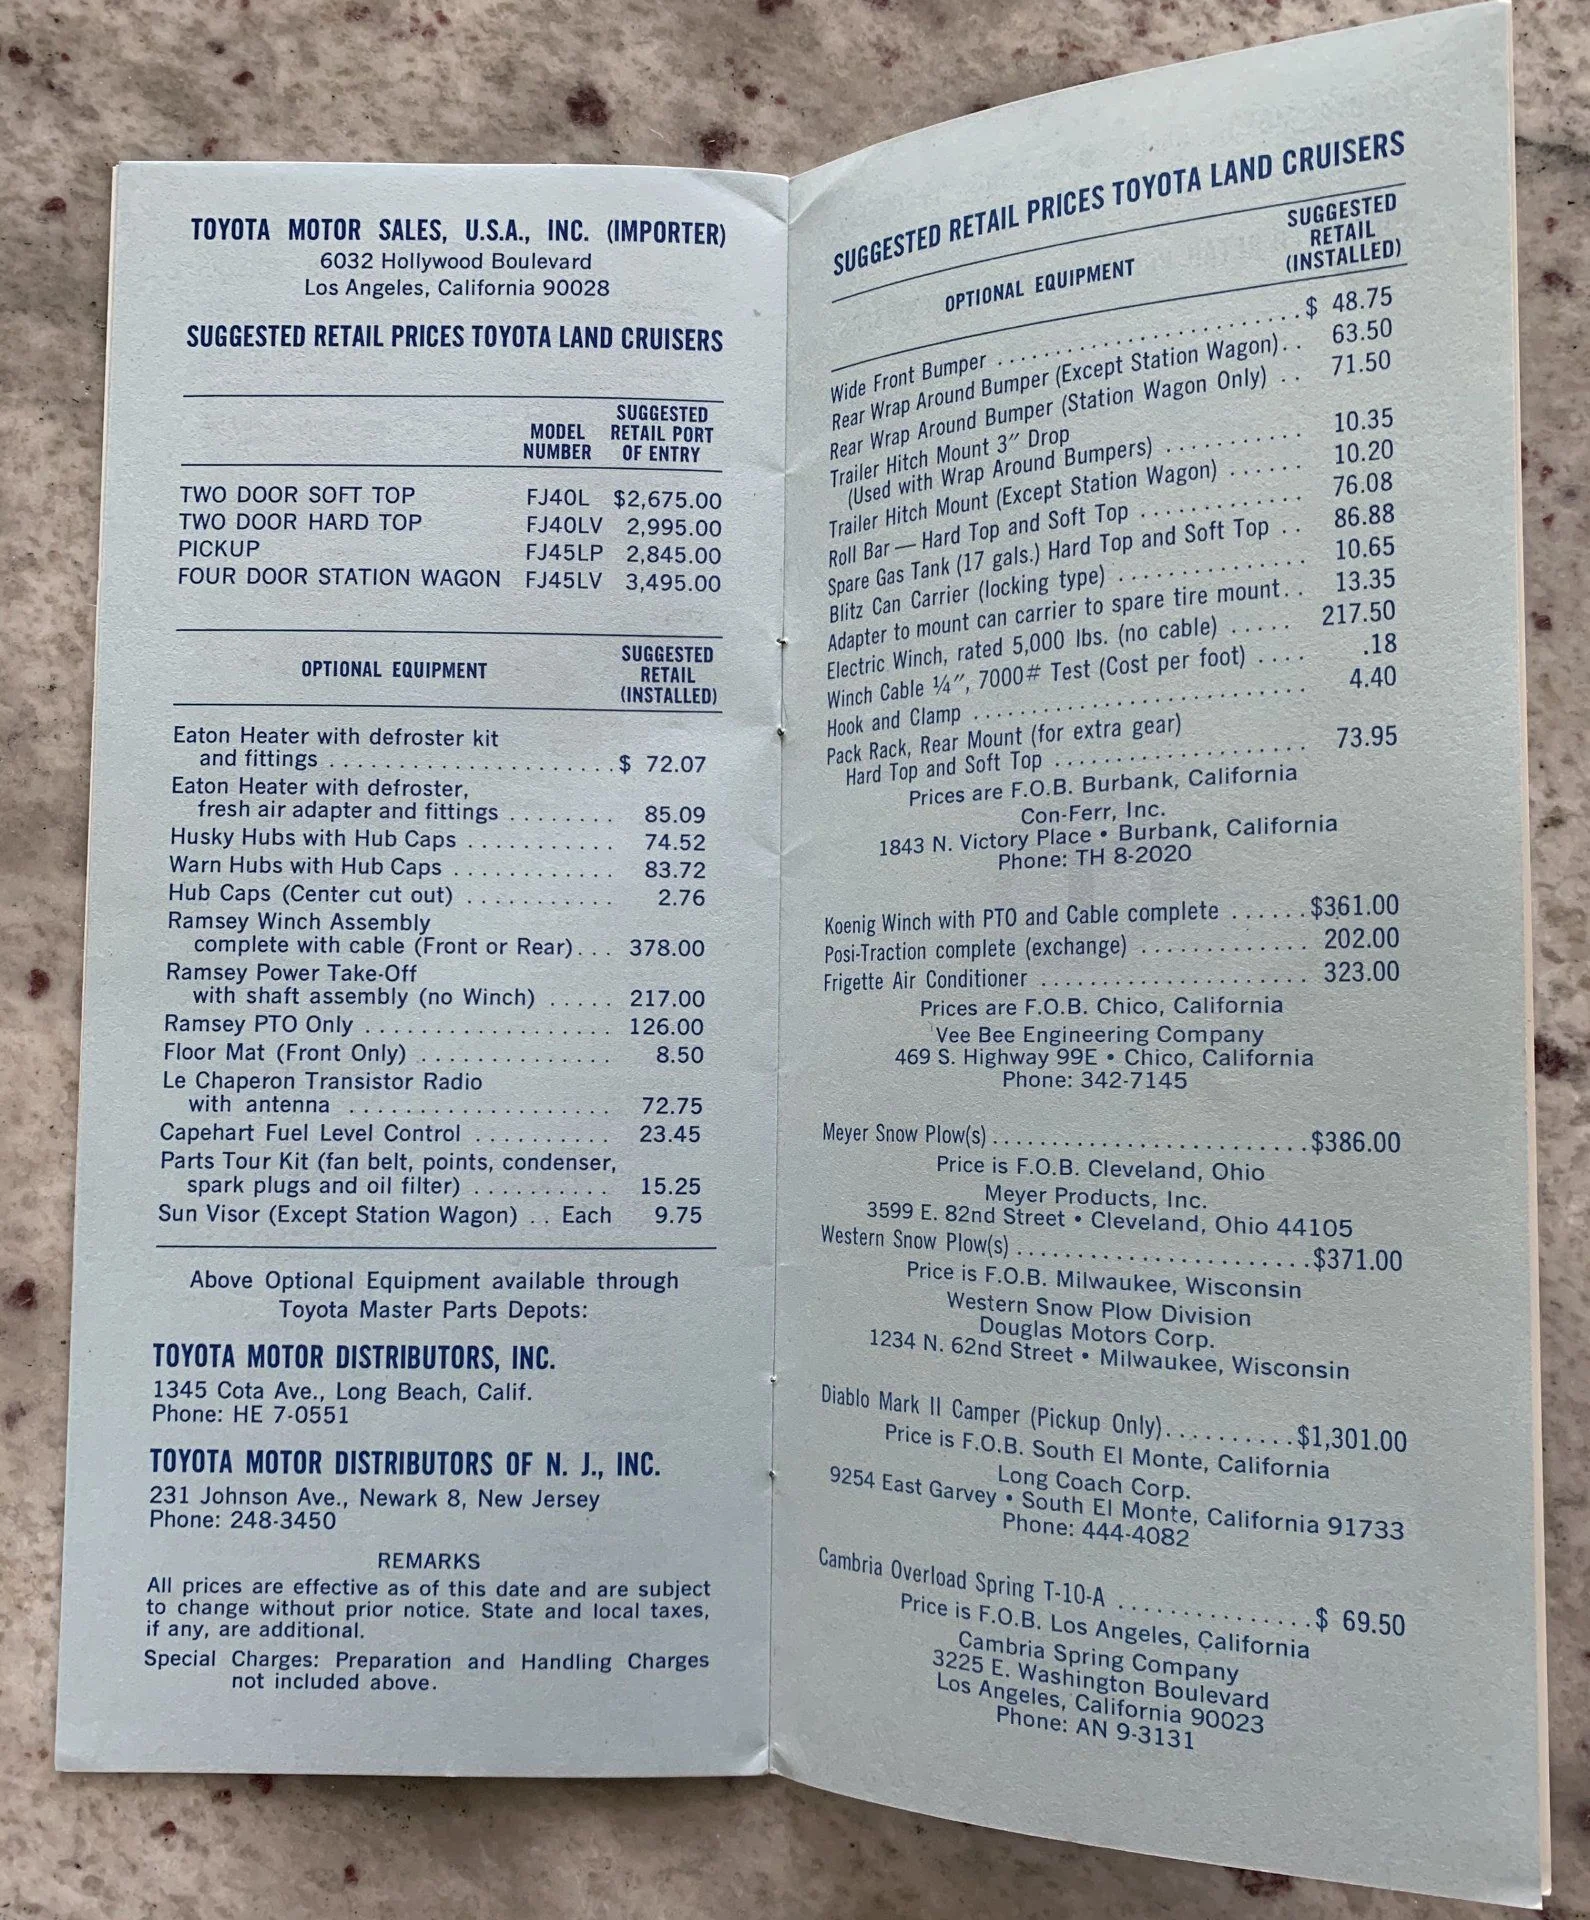 TOYOTA MOTOR SALES, U.S.A., INC. (IMPORTER)
6032 Hollywood Boulevard
Los Angeles, California 90028
SUGGESTED RETAIL PRICES TOYOTA LAND CRUISERS
MODEL NUMBER SUGGESTED RETAIL PORT OF ENTRY
TWO DOOR SOFT TOP FJ40L $2,675.00
TWO DOOR HARD TOP FJ40LV 2,995.00
PICKUP FJ45LP 2,845.00
FOUR DOOR STATION WAGON FJ45LV 3,495.00
OPTIONAL EQUIPMENT SUGGESTED RETAIL (INSTALLED)
Eaton Heater with defroster kit
and fittings . . . . . . . . . . $ 72.07
Eaton Heater with defroster,
fresh air adapter and fittings . . . . . . . . 85.09
Husky Hubs with Hub Caps . . . . . . . . . . . 74.52
Warn Hubs with Hub Caps . . . . . . . . . . . . 83.72
Hub Caps (Center cut out) . . . . . . . . . . . 2.76
Ramsey Winch Assembly
complete with cable (Front or Rear) . . . 378.00
Ramsey Power Take-Off
with shaft assembly (no Winch) . . . . . 217.00
Ramsey PTO Only . . . . . . . . . . 126.00
Floor Mat (Front Only) . . . . . . . . . . 8.50
Le Chaperon Transistor Radio
with antenna . . . . . . . . . . 72.75
Capehart Fuel Level Control . . . . . . . . . . 23.45
Parts Tour Kit (fan belt, points, condenser,
spark plugs and oil filter) . . . . . . . . . . 15.25
Sun Visor (Except Station Wagon) . . Each 9.75
Above Optional Equipment available through
Toyota Master Parts Depots:
TOYOTA MOTOR DISTRIBUTORS, INC.
1345 Cota Ave., Long Beach, Calif.
Phone: HE 7-0551
TOYOTA MOTOR DISTRIBUTORS OF N. J., INC.
231 Johnson Ave., Newark 8, New Jersey
Phone: 248-3450
REMARKS
All prices are effective as of this date and are subject
to change without prior notice. State and local taxes,
if any, are additional.
Special Charges: Preparation and Handling Charges
not included above.
SUGGESTED RETAIL PRICES TOYOTA LAND CRUISERS
OPTIONAL EQUIPMENT SUGGESTED RETAIL (INSTALLED)
Wide Front Bumper . . . . . . . . . . $ 48.75
Rear Wrap Around Bumper (Except Station Wagon) . . 63.50
Rear Wrap Around Bumper (Station Wagon Only) . . 71.50
Trailer Hitch Mount 3″ Drop
(Used with Wrap Around Bumpers) . . . . . . . . . . 10.35
Trailer Hitch Mount (Except Station Wagon) . . . . . . 10.20
Roll Bar — Hard Top and Soft Top . . . . . . . . . . . . 76.08
Spare Gas Tank (17 gals.) Hard Top and Soft Top . . 86.88
Blitz Can Carrier (locking type) . . . . . . . . . . 10.65
Adapter to mount can carrier to spare tire mount . . 13.35
Electric Winch, rated 5,000 lbs. (no cable) . . . . . 217.50
Winch Cable ¼″, 7000# Test (Cost per foot) . . . . .18
Hook and Clamp . . . . . . . . . . 4.40
Pack Rack, Rear Mount (for extra gear)
Hard Top and Soft Top . . . . . . . . . . 73.95
Prices are F.O.B. Burbank, California
Con-Ferr, Inc.
1843 N. Victory Place • Burbank, California
Phone: TH 8-2020
Koenig Winch with PTO and Cable complete . . . . . . $361.00
Posi-Traction complete (exchange) . . . . . . . . . . 202.00
Frigette Air Conditioner . . . . . . . . . . 323.00
Prices are F.O.B. Chico, California
Vee Bee Engineering Company
469 S. Highway 99E • Chico, California
Phone: 342-7145
Meyer Snow Plow(s) . . . . . . . . . . $386.00
Price is F.O.B. Cleveland, Ohio
Meyer Products, Inc.
3599 E. 82nd Street • Cleveland, Ohio 44105
Western Snow Plow(s) . . . . . . . . . . $371.00
Price is F.O.B. Milwaukee, Wisconsin
Western Snow Plow Division
Douglas Motors Corp.
1234 N. 62nd Street • Milwaukee, Wisconsin
Diablo Mark II Camper (Pickup Only) . . . . . . . . . . $1,301.00
Price is F.O.B. South El Monte, California
Long Coach Corp.
9254 East Garvey • South El Monte, California 91733
Phone: 444-4082
Cambria Overload Spring T-10-A . . . . . . . . . . $ 69.50
Price is F.O.B. Los Angeles, California
Cambria Spring Company
3225 E. Washington Boulevard
Los Angeles, California 90023
Phone: AN 9-3131